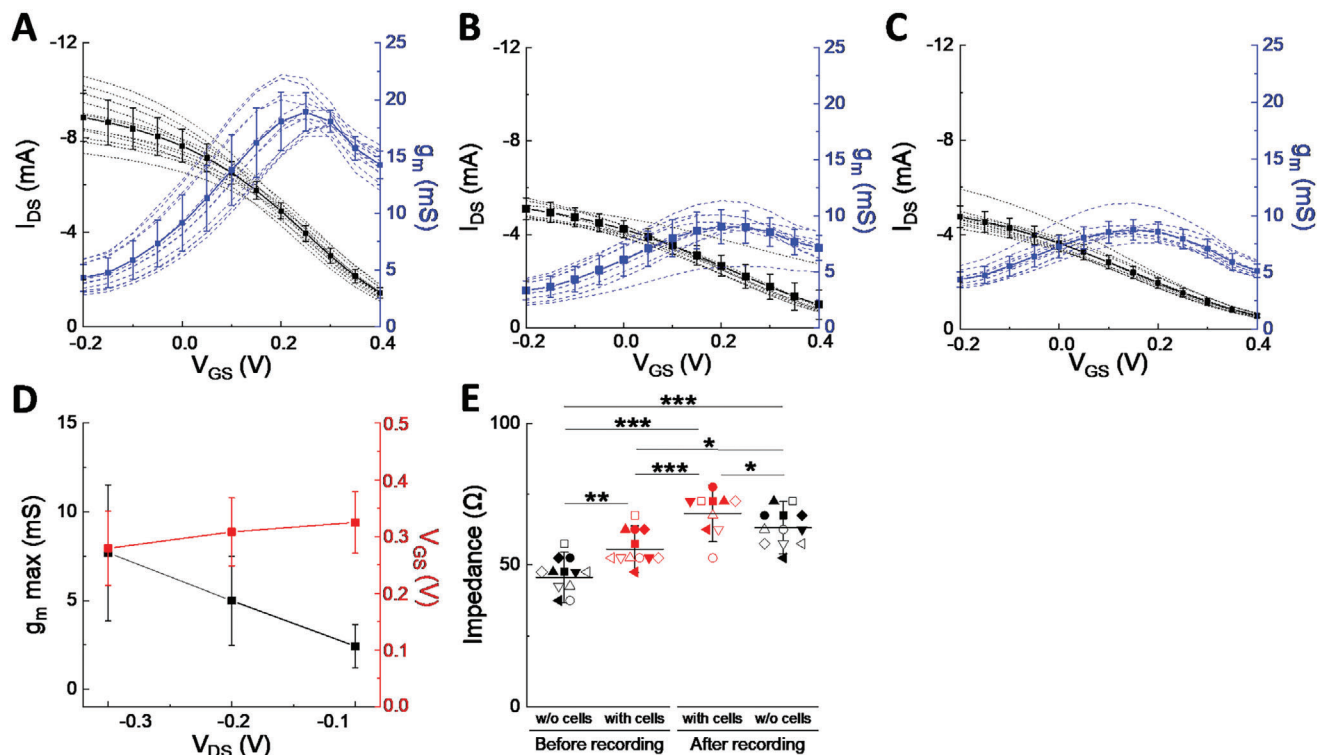 A
-12
-8
-4
0
I_DS (mA)
25
20
15
10
5
0
g_m (mS)
-0.2 0.0 0.2 0.4
V_GS (V)
B
-12
-8
-4
0
I_DS (mA)
25
20
15
10
5
0
g_m (mS)
-0.2 0.0 0.2 0.4
V_GS (V)
C
-12
-8
-4
0
I_DS (mA)
25
20
15
10
5
0
g_m (mS)
-0.2 0.0 0.2 0.4
V_GS (V)
D
15
10
5
0
g_m max (mS)
0.5
0.4
0.3
0.2
0.1
0.0
V_GS (V)
-0.3 -0.2 -0.1
V_DS (V)
E
100
50
0
Impedance (Ω)
***
***
*
***
*
**
w/o cells with cells with cells w/o cells
Before recording After recording